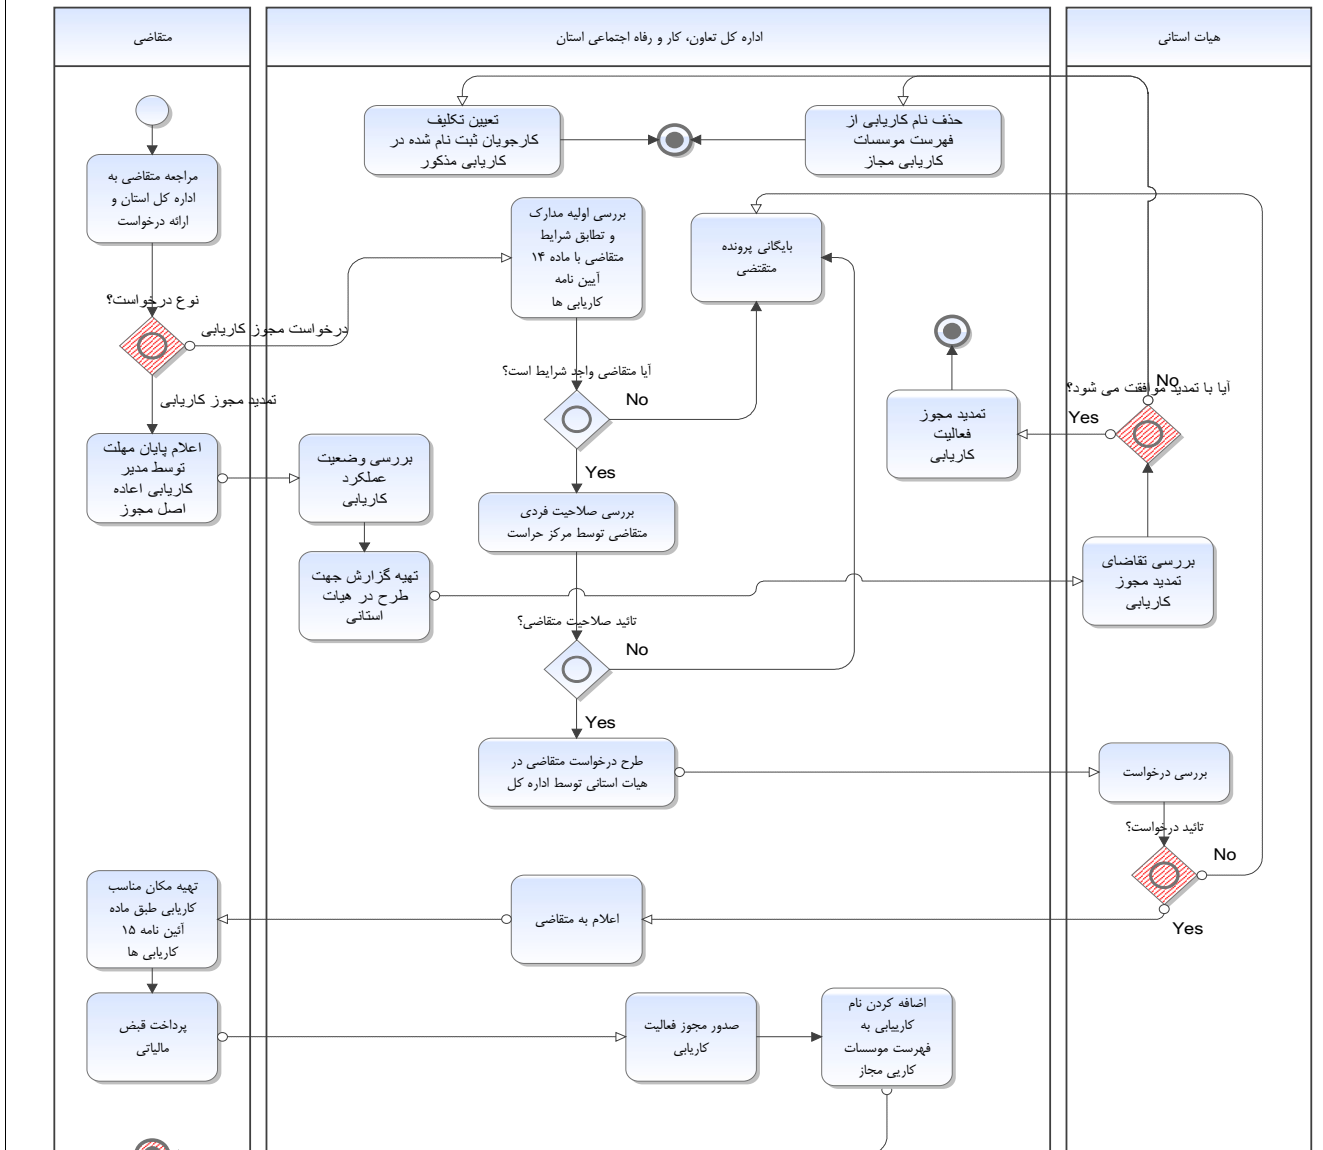 متقاضی
اداره کل تعاون، کار و رفاه اجتماعی استان
هیات استانی
مراجعه متقاضی به
اداره کل استان و
ارائه درخواست
نوع درخواست؟
درخواست مجوز کاریابی
تمدید مجوز کاریابی
اعلام پایان مهلت
توسط مدیر
کاریابی اعاده
اصل مجوز
تعیین تکلیف
کارجویان ثبت نام شده در
کاریابی مذکور
حذف نام کاریابی از
فهرست موسسات
کاریابی مجاز
بررسی اولیه مدارک
و تطابق شرایط
متقاضی با ماده ۱۴
آیین نامه
کاریابی ها
بایگانی پرونده
متقتضی
آیا متقاضی واجد شرایط است؟
No
Yes
تمدید مجوز
فعالیت
کاریابی
آیا با تمدید موافقت می شود؟
No
Yes
بررسی وضعیت
عملکرد
کاریابی
بررسی صلاحیت فردی
متقاضی توسط مرکز حراست
تهیه گزارش جهت
طرح در هیات
استانی
بررسی تقاضای
تمدید مجوز
کاریابی
تائید صلاحیت متقاضی؟
No
Yes
طرح درخواست متقاضی در
هیات استانی توسط اداره کل
بررسی درخواست
تائید درخواست؟
No
Yes
اعلام به متقاضی
تهیه مکان مناسب
کاریابی طبق ماده
۱۵ آئین نامه
کاریابی ها
پرداخت قبض
مالیاتی
صدور مجوز فعالیت
کاریابی
اضافه کردن نام
کارییابی به
فهرست موسسات
کاریی مجاز